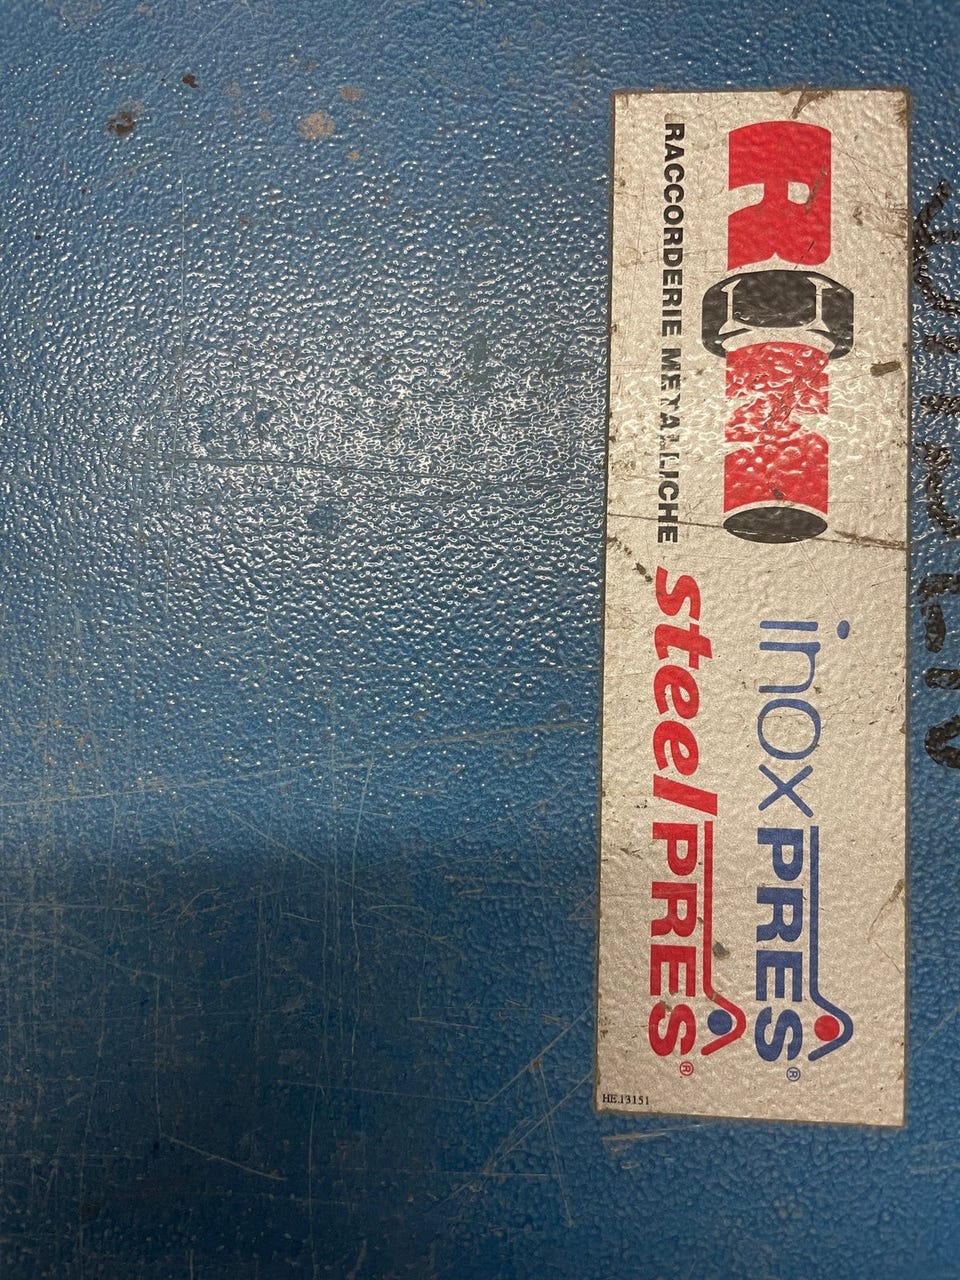 RM
RACCORDERIE METALLICHE
inoxPRES®
steelPRES®
HE.13151